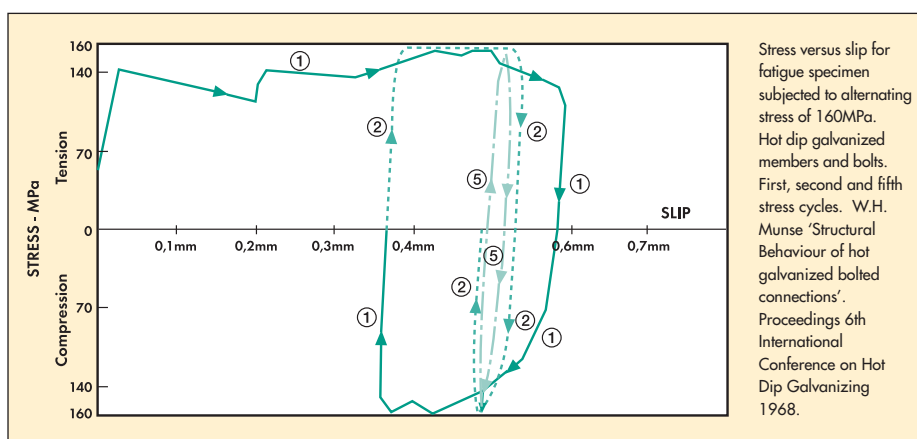 160
140
70
0
70
140
160
STRESS - MPa
Tension
Compression
1
2
2
5
1
SLIP
0,1mm
0,2mm
0,3mm
0,4mm
0,6mm
0,7mm
5
2
1
2
1
Stress versus slip for
fatigue specimen
subjected to alternating
stress of 160MPa.
Hot dip galvanized
members and bolts.
First, second and fifth
stress cycles. W.H.
Munse ‘Structural
Behaviour of hot
galvanized bolted
connections’.
Proceedings 6th
International
Conference on Hot
Dip Galvanizing
1968.